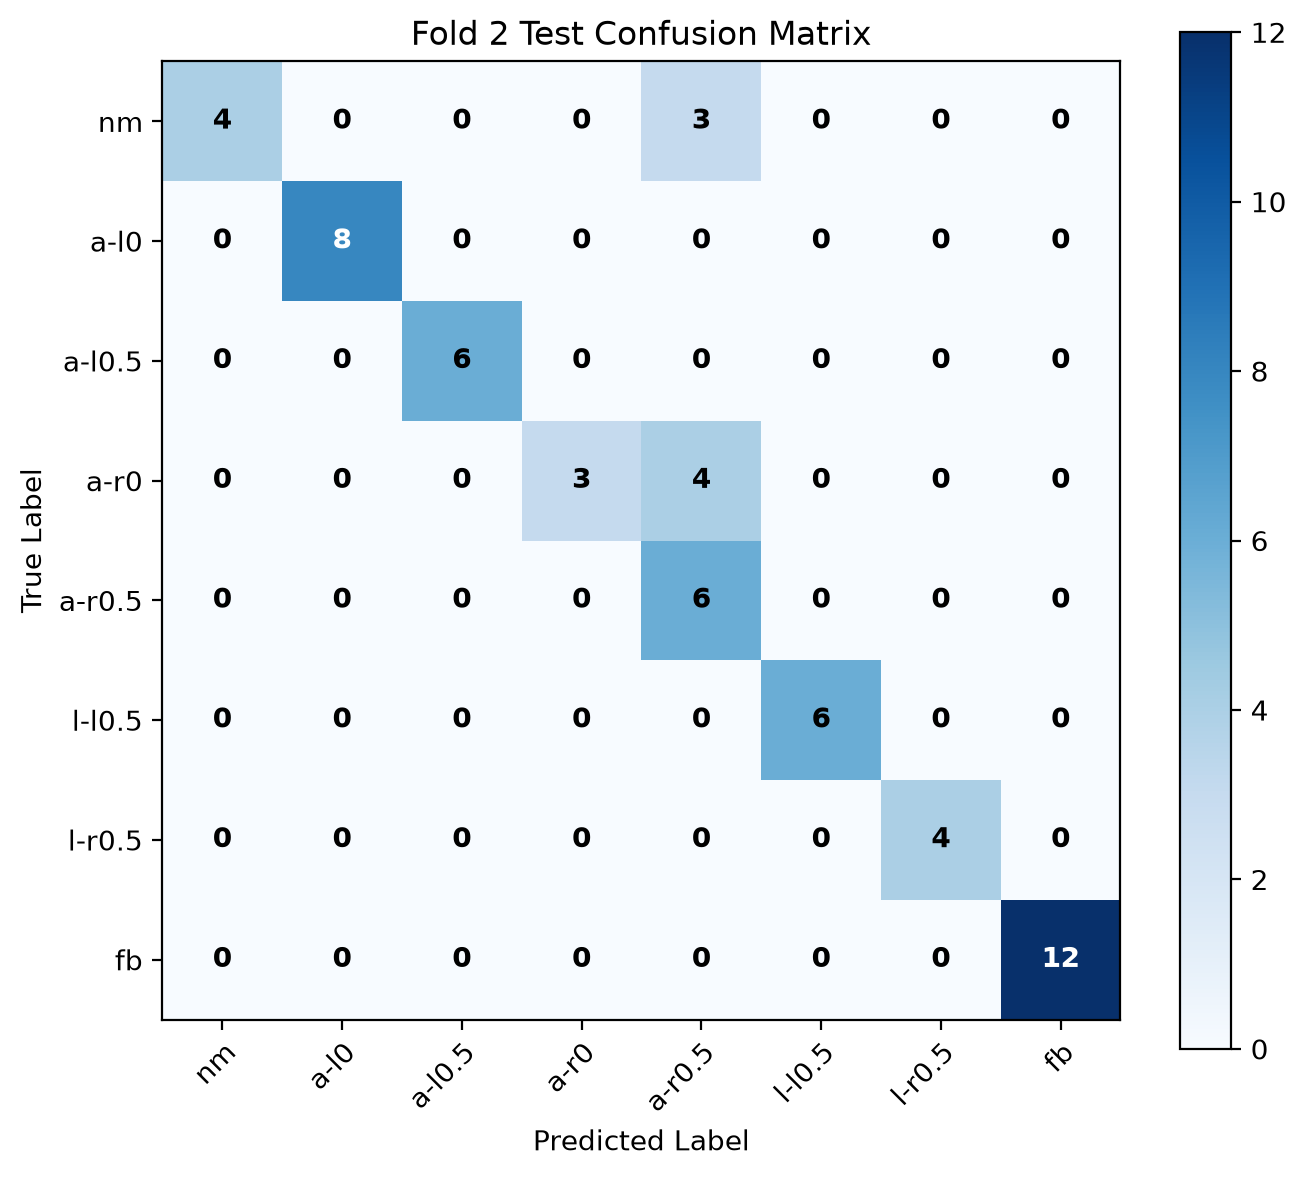 Fold 2 Test Confusion Matrix
nm 4 0 0 0 3 0 0 0
a-l0 0 8 0 0 0 0 0 0
a-l0.5 0 0 6 0 0 0 0 0
a-r0 0 0 0 3 4 0 0 0
a-r0.5 0 0 0 0 6 0 0 0
l-l0.5 0 0 0 0 0 6 0 0
l-r0.5 0 0 0 0 0 0 4 0
fb 0 0 0 0 0 0 0 12
nm a-l0 a-l0.5 a-r0 a-r0.5 l-l0.5 l-r0.5 fb
Predicted Label
True Label
12
10
8
6
4
2
0